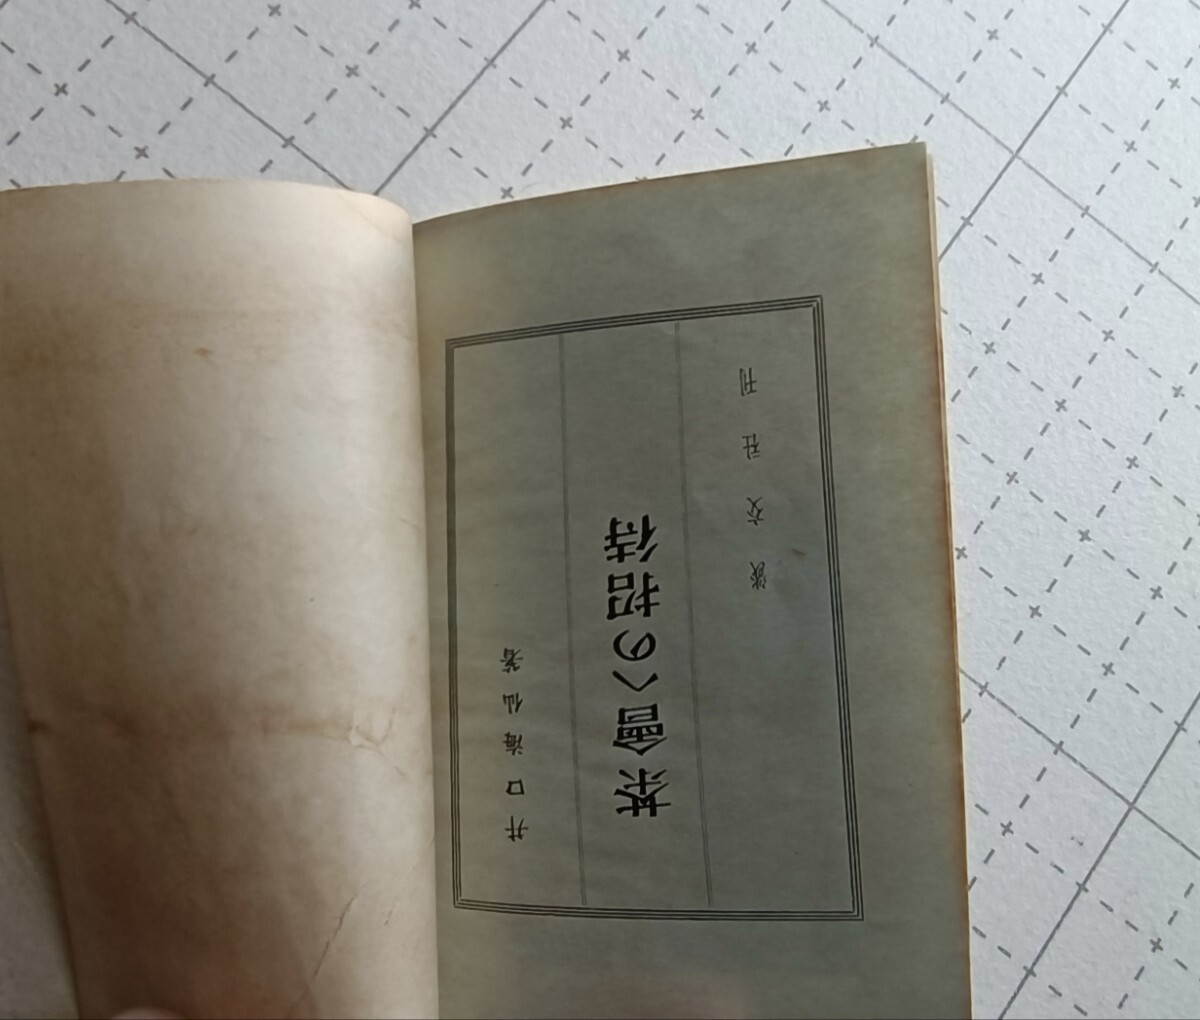 井口海仙著
茶會への招待
淡交社刊